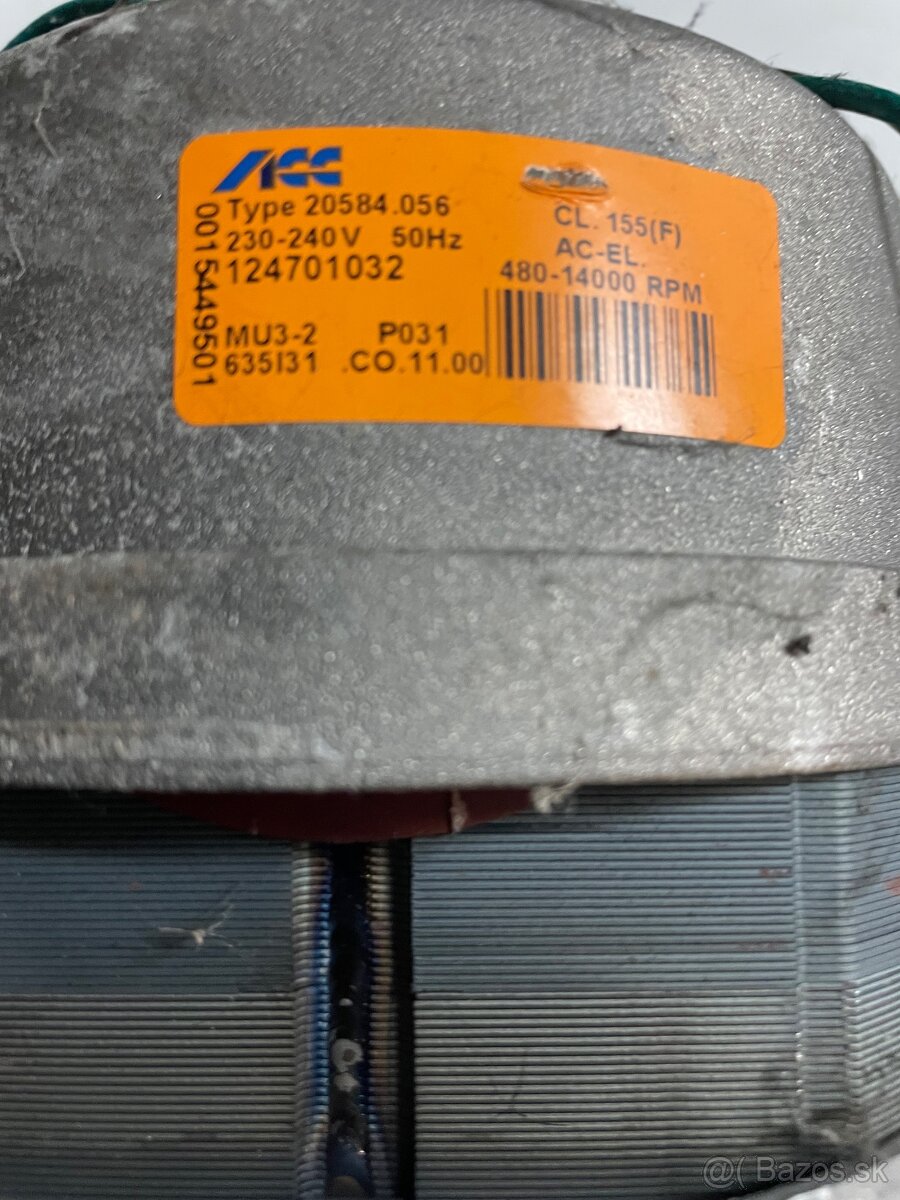 ACC
Type 20584.056
230-240V 50Hz
124701032
MU3-2 P031
635I31 .CO.11.00
0015449501
CL. 155(F)
AC-EL.
480-14000 RPM
@( Bazos.sk